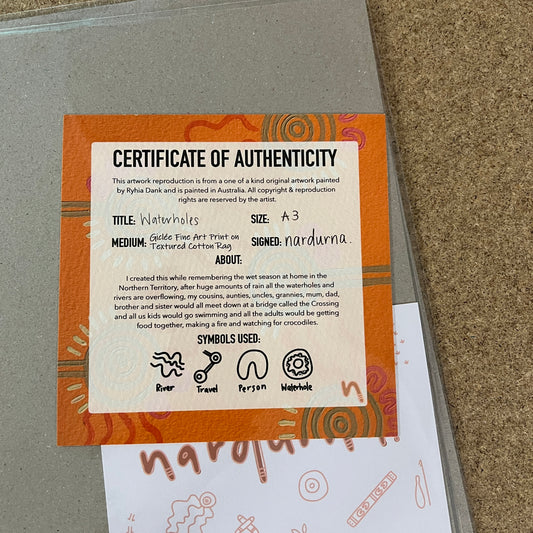 CERTIFICATE OF AUTHENTICITY
This artwork reproduction is from a one of a kind original artwork painted
by Ryhia Dank and is painted in Australia. All copyright & reproduction
rights are reserved by the artist.
TITLE: Waterholes SIZE: A3
MEDIUM: Giclée Fine Art Print on
Textured Cotton Rag
SIGNED: nardurna.
ABOUT:
I created this while remembering the wet season at home in the
Northern Territory, after huge amounts of rain all the waterholes and
rivers are overflowing, my cousins, aunties, uncles, grannies, mum, dad,
brother and sister would all meet down at a bridge called the Crossing
and all us kids would go swimming and all the adults would be getting
food together, making a fire and watching for crocodiles.
SYMBOLS USED:
River Travel Person Waterhole
n